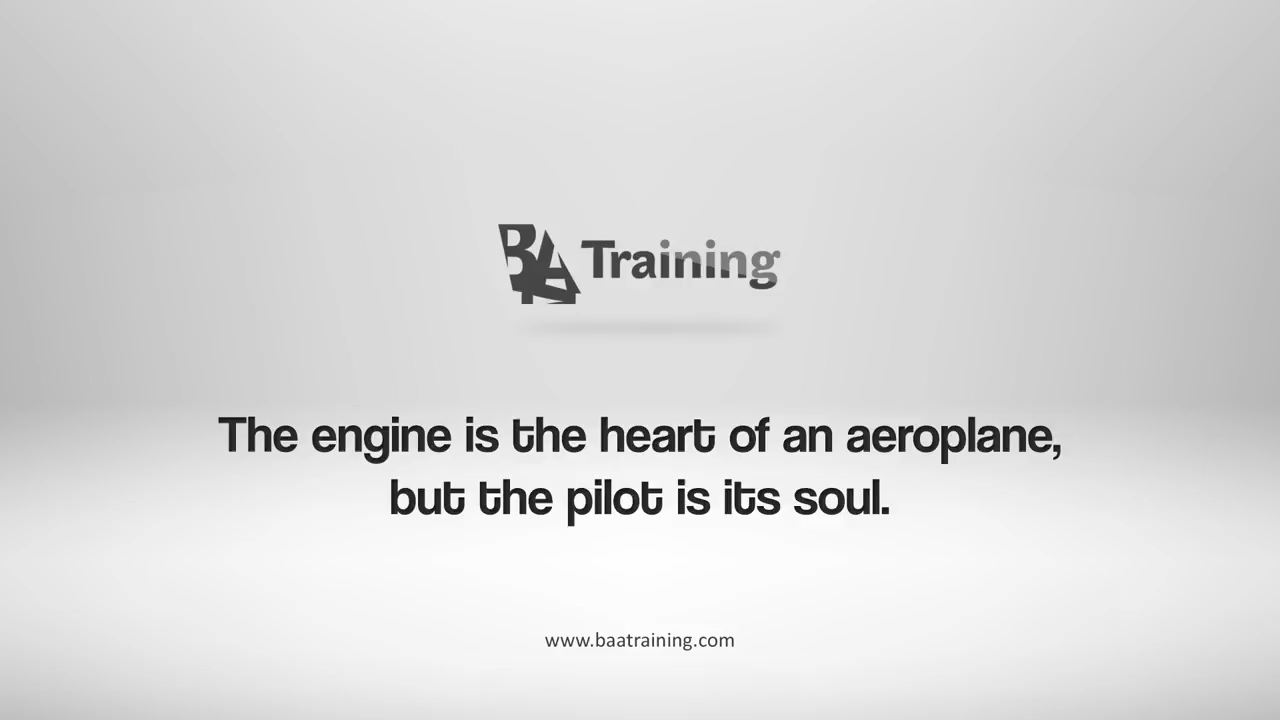 BAA Training
The engine is the heart of an aeroplane,
but the pilot is its soul.
www.baatraining.com